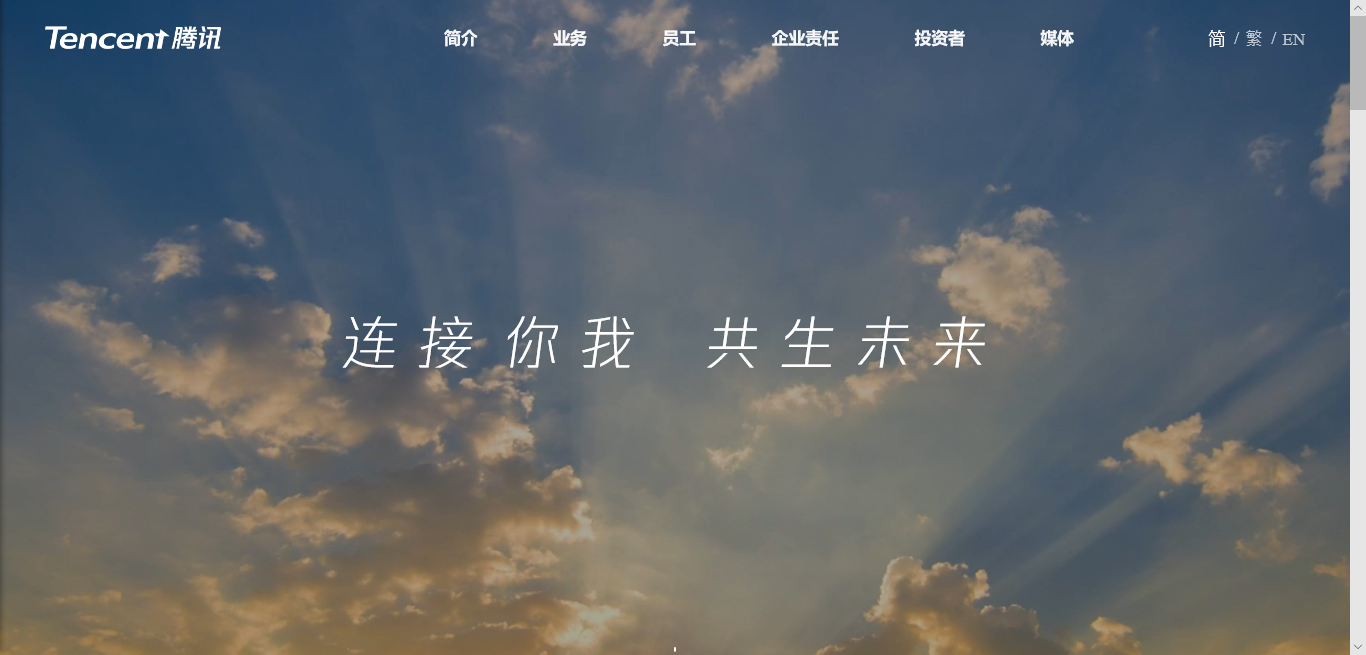 Tencent 腾讯 简介 业务 员工 企业责任 投资者 媒体 简 / 繁 / EN
连接你我 共生未来